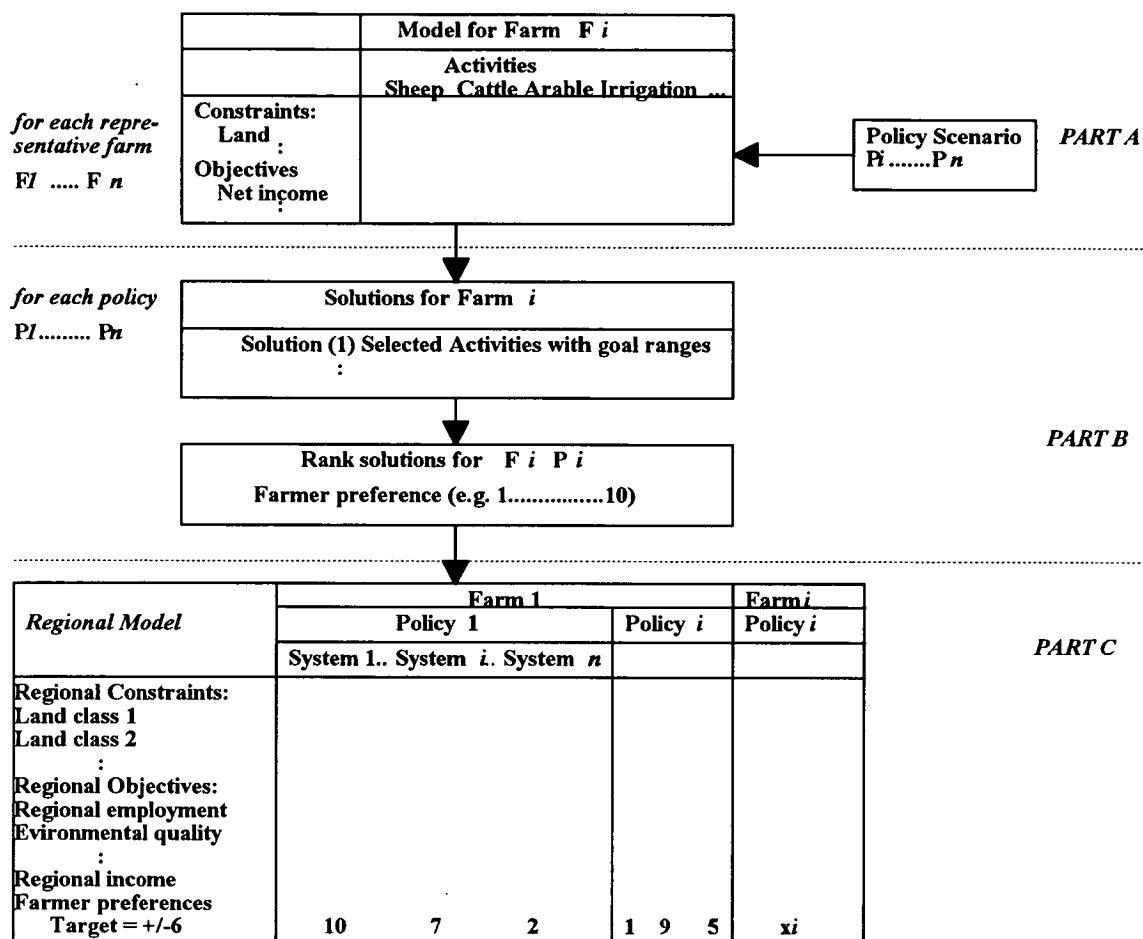 Model for Farm F i
Activities
Sheep Cattle Arable Irrigation ...
for each repre-
sentative farm
F1 ..... F n
Constraints:
Land
:
Objectives
Net income
:
Policy Scenario
Pi.......P n
PART A
for each policy
P1......... Pn
Solutions for Farm i
Solution (1) Selected Activities with goal ranges
:
Rank solutions for F i P i
Farmer preference (e.g. 1................10)
PART B
Regional Model
Farm 1
Farm i
Policy 1
Policy i
Policy i
System 1.. System i.. System n
PART C
Regional Constraints:
Land class 1
Land class 2
:
Regional Objectives:
Regional employment
Evironmental quality
:
Regional income
Farmer preferences
Target = +/-6 10 7 2 1 9 5 xi